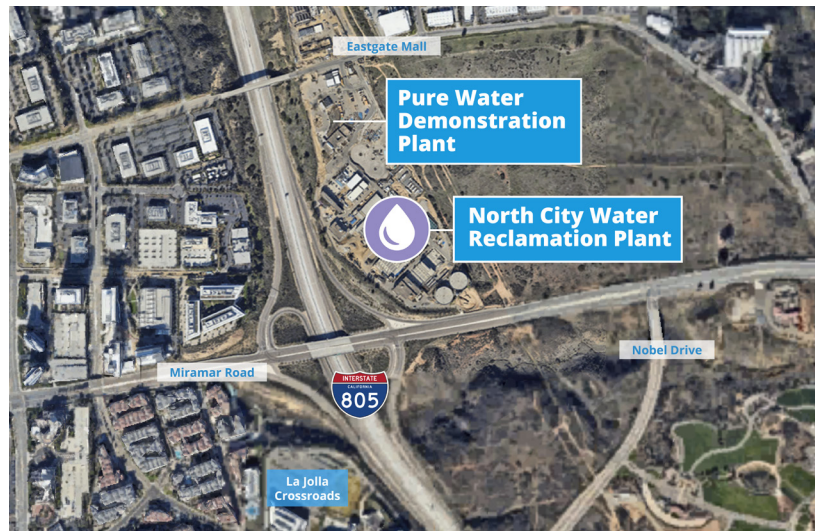 Eastgate Mall
Pure Water
Demonstration
Plant
North City Water
Reclamation Plant
Nobel Drive
Miramar Road
INTERSTATE
CALIFORNIA
805
La Jolla
Crossroads